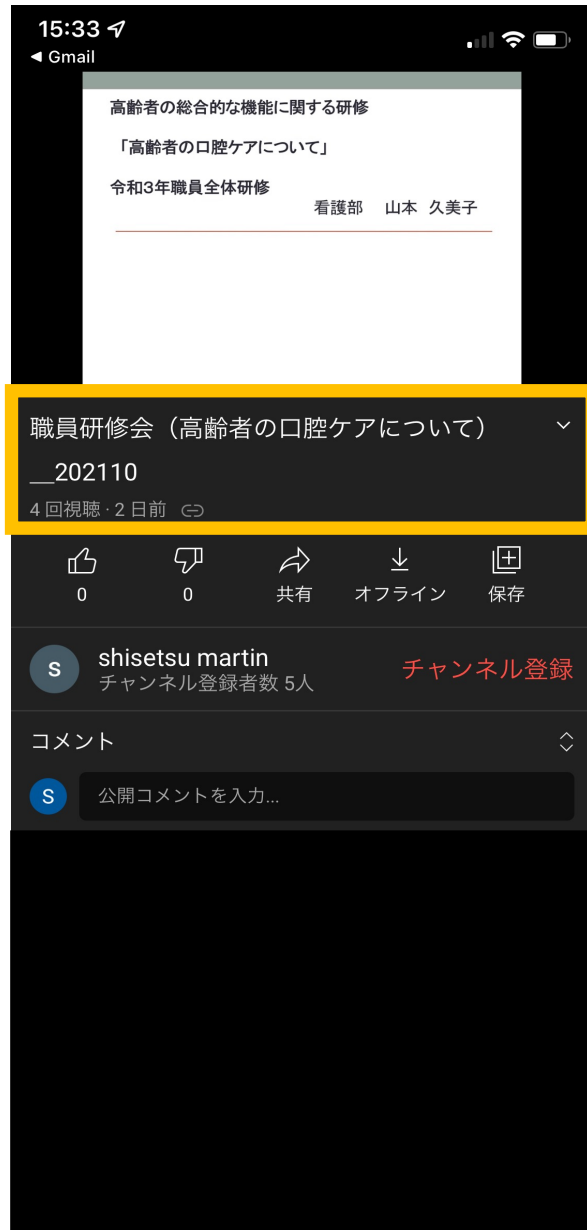 15:33
◀ Gmail
高齢者の総合的な機能に関する研修
「高齢者の口腔ケアについて」
令和3年職員全体研修
看護部 山本 久美子
職員研修会（高齢者の口腔ケアについて）
__202110
4 回視聴・2 日前
0 0 共有 オフライン 保存
S shisetsu martin チャンネル登録
チャンネル登録者数 5人
コメント
S 公開コメントを入力...